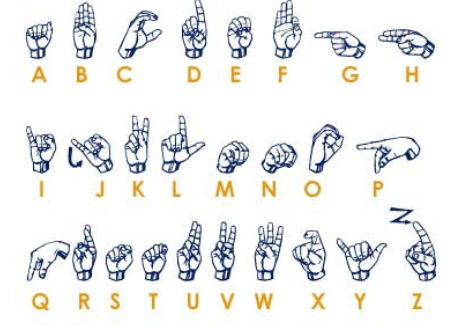 A B C D E F G H
I J K L M N O P
Q R S T U V W X Y Z